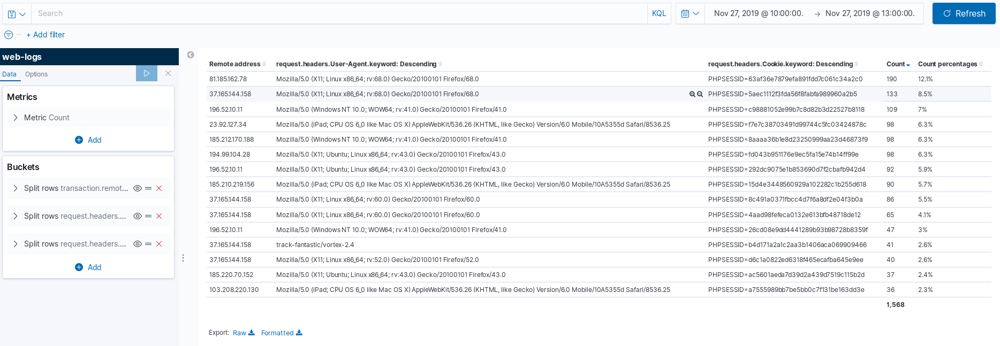 Search KQL Nov 27, 2019 @ 10:00:00. → Nov 27, 2019 @ 13:00:00. Refresh
+ Add filter
web-logs
Data Options
Metrics
Metric Count
Add
Buckets
Split rows transaction.remot...
Split rows request.headers....
Split rows request.headers....
Add
Remote address request.headers.User-Agent.keyword: Descending request.headers.Cookie.keyword: Descending Count Count percentages
81.185.162.78 Mozilla/5.0 (X11; Linux x86_64; rv:68.0) Gecko/20100101 Firefox/68.0 PHPSESSID=63af36e7879efa891fdd7c061c34a2c0 190 12.1%
37.165.144.158 Mozilla/5.0 (X11; Linux x86_64; rv:68.0) Gecko/20100101 Firefox/68.0 PHPSESSID=5aec1112f3fda56f8fabfa989960a2b5 133 8.5%
196.52.10.11 Mozilla/5.0 (Windows NT 10.0; WOW64; rv:41.0) Gecko/20100101 Firefox/41.0 PHPSESSID=c98881052e99b7c8d82b3d22527b8118 109 7%
23.92.127.34 Mozilla/5.0 (iPad; CPU OS 6_0 like Mac OS X) AppleWebKit/536.26 (KHTML, like Gecko) Version/6.0 Mobile/10A5355d Safari/8536.25 PHPSESSID=f7e7c38703491d99744c5fc03424878c 98 6.3%
185.212.170.188 Mozilla/5.0 (Windows NT 10.0; WOW64; rv:41.0) Gecko/20100101 Firefox/41.0 PHPSESSID=8aaaa36b1e8d23250999aa23d46873f9 98 6.3%
194.99.104.28 Mozilla/5.0 (X11; Ubuntu; Linux x86_64; rv:43.0) Gecko/20100101 Firefox/43.0 PHPSESSID=fd043b951176e9ec5fa15e74b14ff99e 98 6.3%
196.52.10.11 Mozilla/5.0 (X11; Ubuntu; Linux x86_64; rv:43.0) Gecko/20100101 Firefox/43.0 PHPSESSID=292dc9075e1b853690d7f2cbafb942d4 92 5.9%
185.210.219.156 Mozilla/5.0 (iPad; CPU OS 6_0 like Mac OS X) AppleWebKit/536.26 (KHTML, like Gecko) Version/6.0 Mobile/10A5355d Safari/8536.25 PHPSESSID=15d4e3448560929a102282c1b255d618 90 5.7%
37.165.144.158 Mozilla/5.0 (X11; Linux x86_64; rv:60.0) Gecko/20100101 Firefox/60.0 PHPSESSID=8c491a0371fbcc4d7f6a8df2e04f3b0a 86 5.5%
37.165.144.158 Mozilla/5.0 (X11; Linux x86_64; rv:60.0) Gecko/20100101 Firefox/60.0 PHPSESSID=4aad98fefeca0132e613bfb48718de12 65 4.1%
196.52.10.11 Mozilla/5.0 (Windows NT 10.0; WOW64; rv:41.0) Gecko/20100101 Firefox/41.0 PHPSESSID=26cd08e9dd4441289b93b98728b8359f 47 3%
37.165.144.158 track-fantastic/vortex-2.4 PHPSESSID=b4d171a2a1c2aa3b1406aca069909466 41 2.6%
37.165.144.158 Mozilla/5.0 (X11; Linux x86_64; rv:52.0) Gecko/20100101 Firefox/52.0 PHPSESSID=d6c1a0822ed6318f465ecafba645e9ee 40 2.6%
185.220.70.152 Mozilla/5.0 (X11; Ubuntu; Linux x86_64; rv:43.0) Gecko/20100101 Firefox/43.0 PHPSESSID=ac5601aeda7d39d2a439d7519c115b2d 37 2.4%
103.208.220.130 Mozilla/5.0 (iPad; CPU OS 6_0 like Mac OS X) AppleWebKit/536.26 (KHTML, like Gecko) Version/6.0 Mobile/10A5355d Safari/8536.25 PHPSESSID=a7555989bb7be5bb0c7f131be163dd3e 36 2.3%
1,568
Export: Raw Formatted